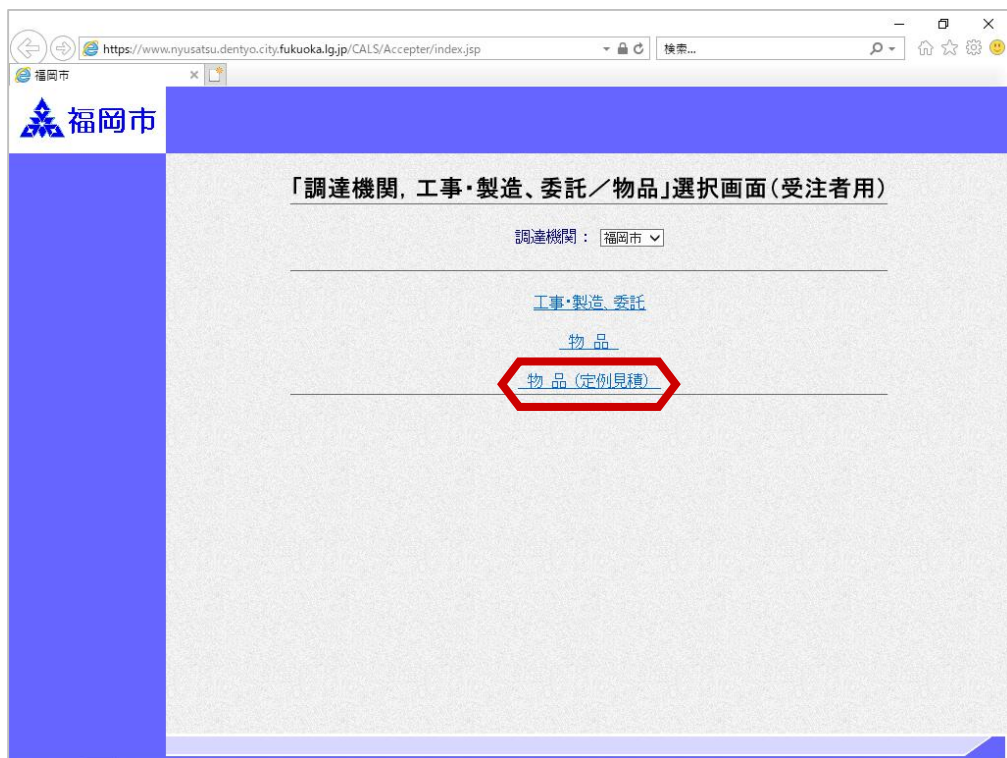 https://www.nyusatsu.dentyo.city.fukuoka.lg.jp/CALS/Accepter/index.jsp
検索...
福岡市
福岡市
「調達機関，工事・製造、委託／物品」選択画面（受注者用）
調達機関： 福岡市
工事・製造、委託
物 品
物 品（定例見積）